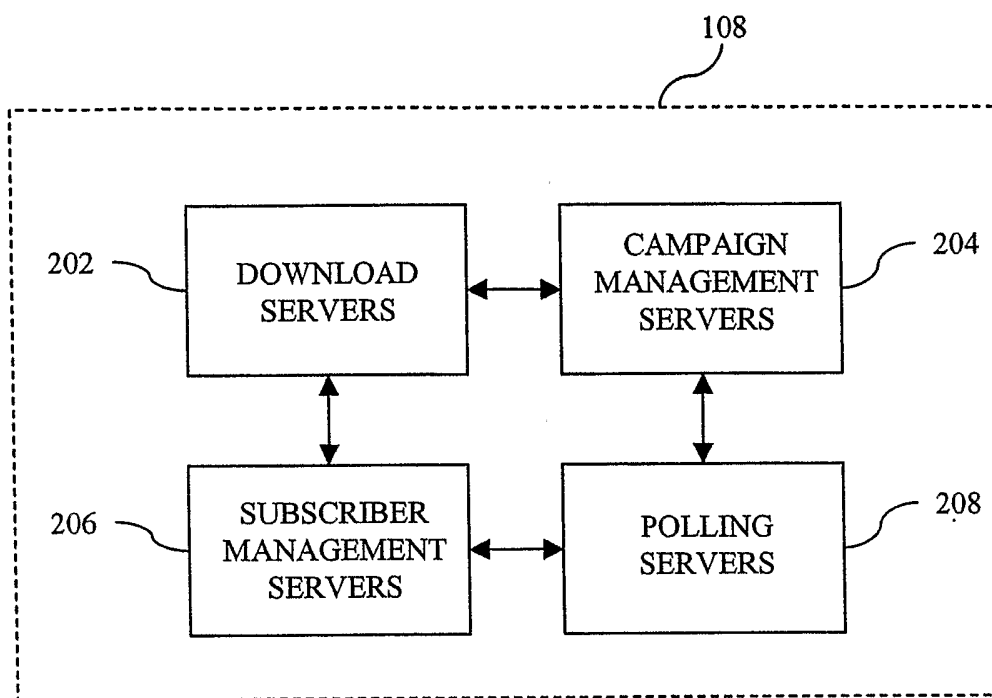 108
202
DOWNLOAD
SERVERS
CAMPAIGN
MANAGEMENT
SERVERS
204
206
SUBSCRIBER
MANAGEMENT
SERVERS
POLLING
SERVERS
208